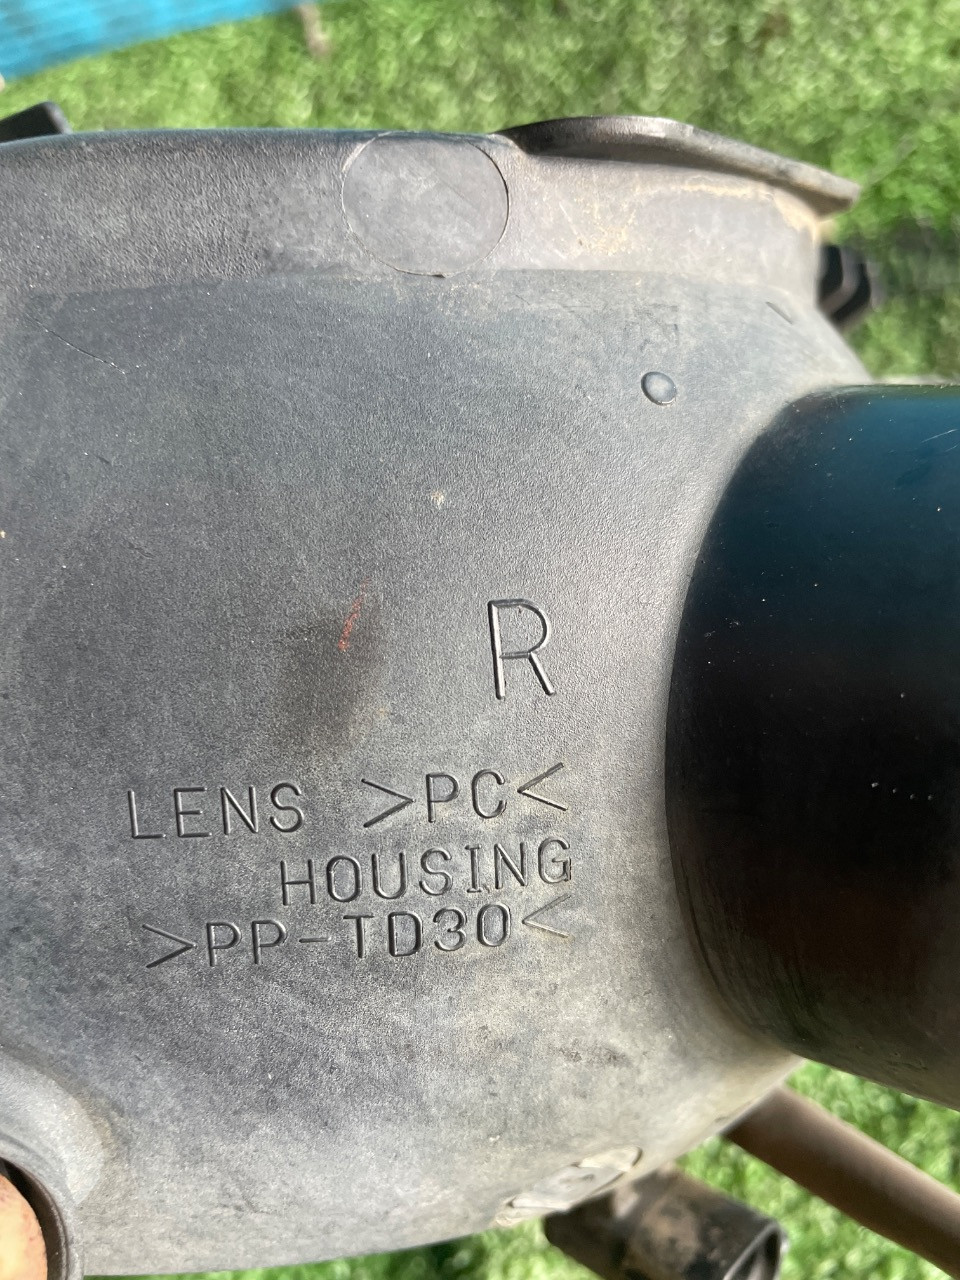 R
LENS >PC<
HOUSING
>PP-TD30<